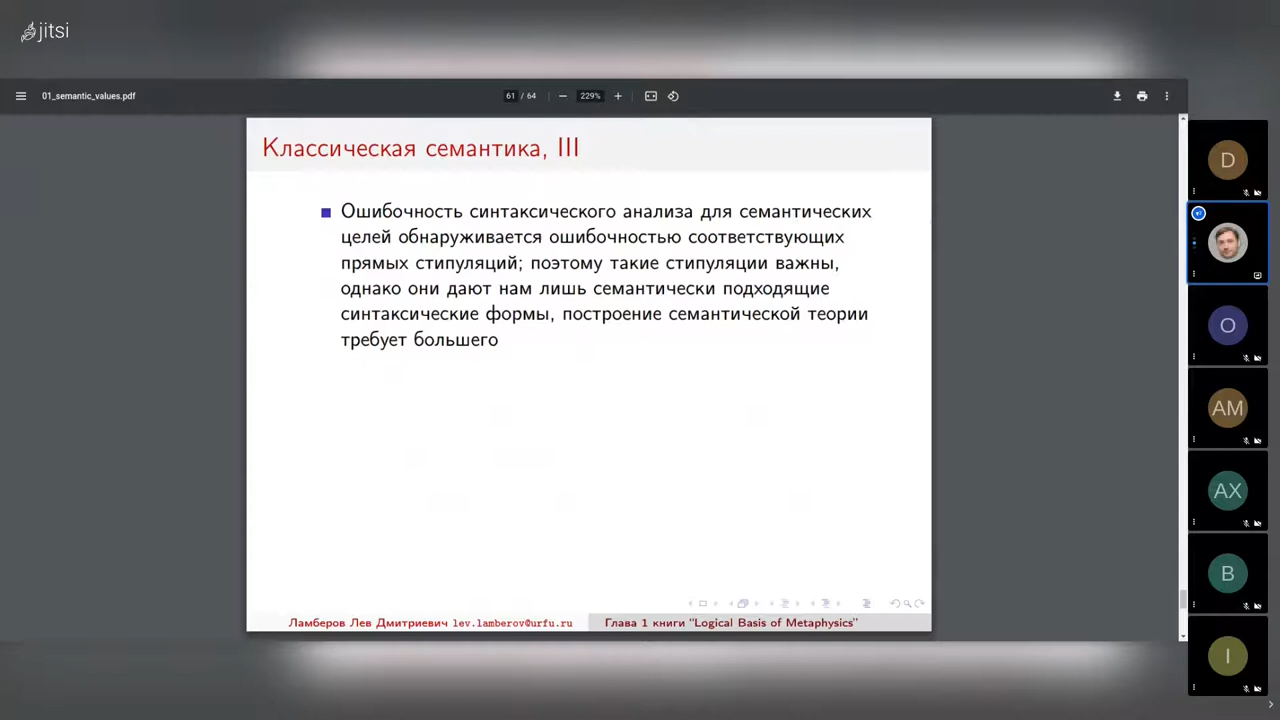 jitsi
01_semantic_values.pdf
61 / 64
229%
D
Классическая семантика, III
Ошибочность синтаксического анализа для семантических
целей обнаруживается ошибочностью соответствующих
прямых стипуляций; поэтому такие стипуляции важны,
однако они дают нам лишь семантически подходящие
синтаксические формы, построение семантической теории
требует большего
O
AM
AX
B
I
Ламберов Лев Дмитриевич lev.lamberov@urfu.ru
Глава 1 книги "Logical Basis of Metaphysics"